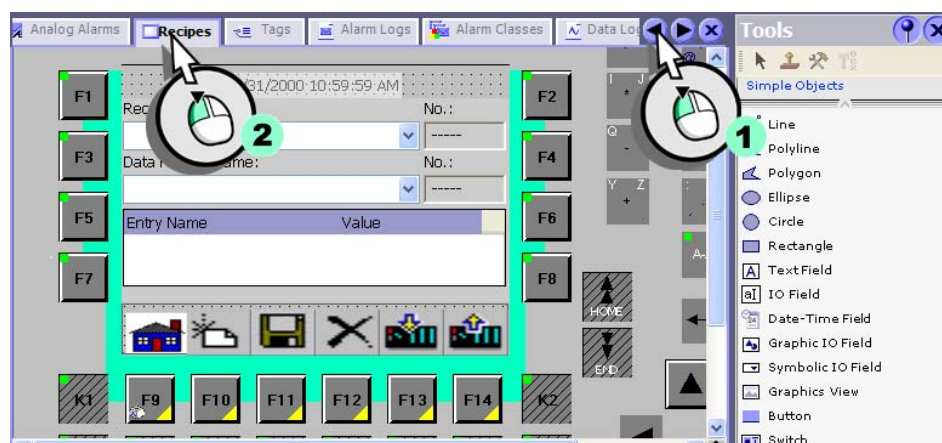 Analog Alarms Recipes Tags Alarm Logs Alarm Classes Data Log
Tools
Simple Objects
31/2000 10:59:59 AM
F1
F2
No.:
-----
F3
F4
No.:
-----
F5
F6
Entry Name Value
F7
F8
HOME
END
K1 F9 F10 F11 F12 F13 F14 K2
I J
Q
Y Z
1
2
Line
Polyline
Polygon
Ellipse
Circle
Rectangle
TextField
IO Field
Date-Time Field
Graphic IO Field
Symbolic IO Field
Graphics View
Button
Switch